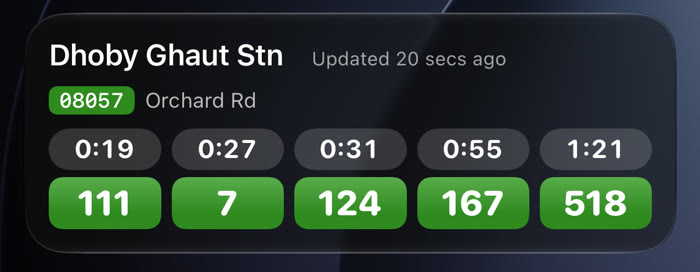 Dhoby Ghaut Stn Updated 20 secs ago
08057 Orchard Rd
0:19 0:27 0:31 0:55 1:21
111 7 124 167 518